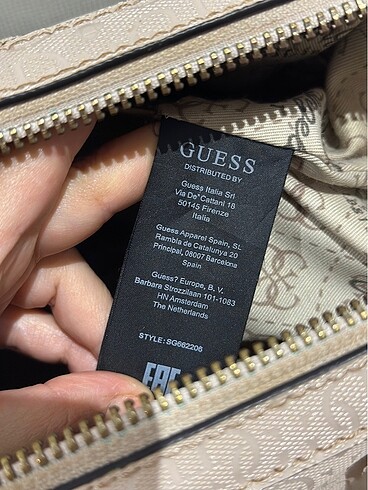 GUESS
DISTRIBUTED BY
Guess Italia Srl
Via De' Cattani 18
50145 Firenze
Italia
Guess Apparel Spain, SL
Rambla de Catalunya 20
Principal, 08007 Barcelona
Spain
Guess? Europe, B, V.
Barbara Strozzilaan 101-1083
HN Amsterdam
The Netherlands
STYLE: SG662206
EAC